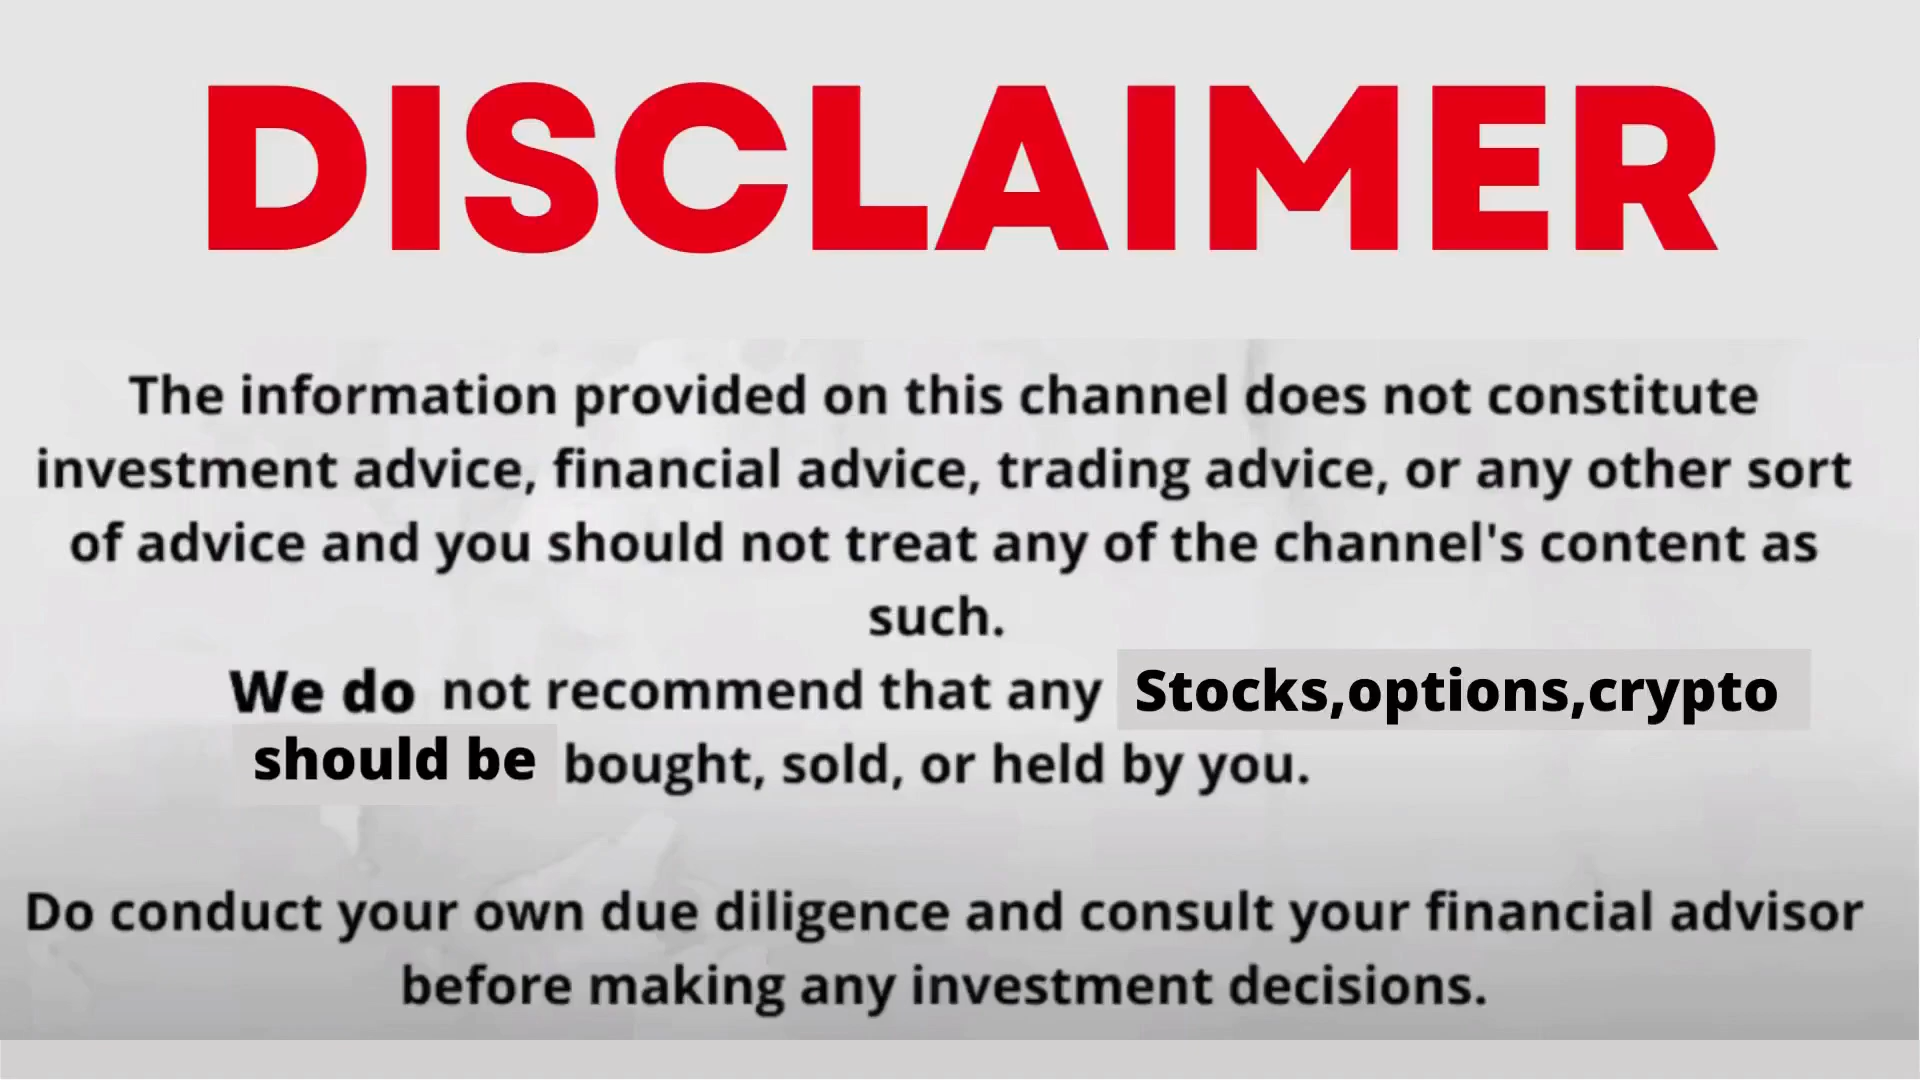 DISCLAIMER
The information provided on this channel does not constitute
investment advice, financial advice, trading advice, or any other sort
of advice and you should not treat any of the channel's content as
such.
We do not recommend that any Stocks,options,crypto
should be bought, sold, or held by you.
Do conduct your own due diligence and consult your financial advisor
before making any investment decisions.